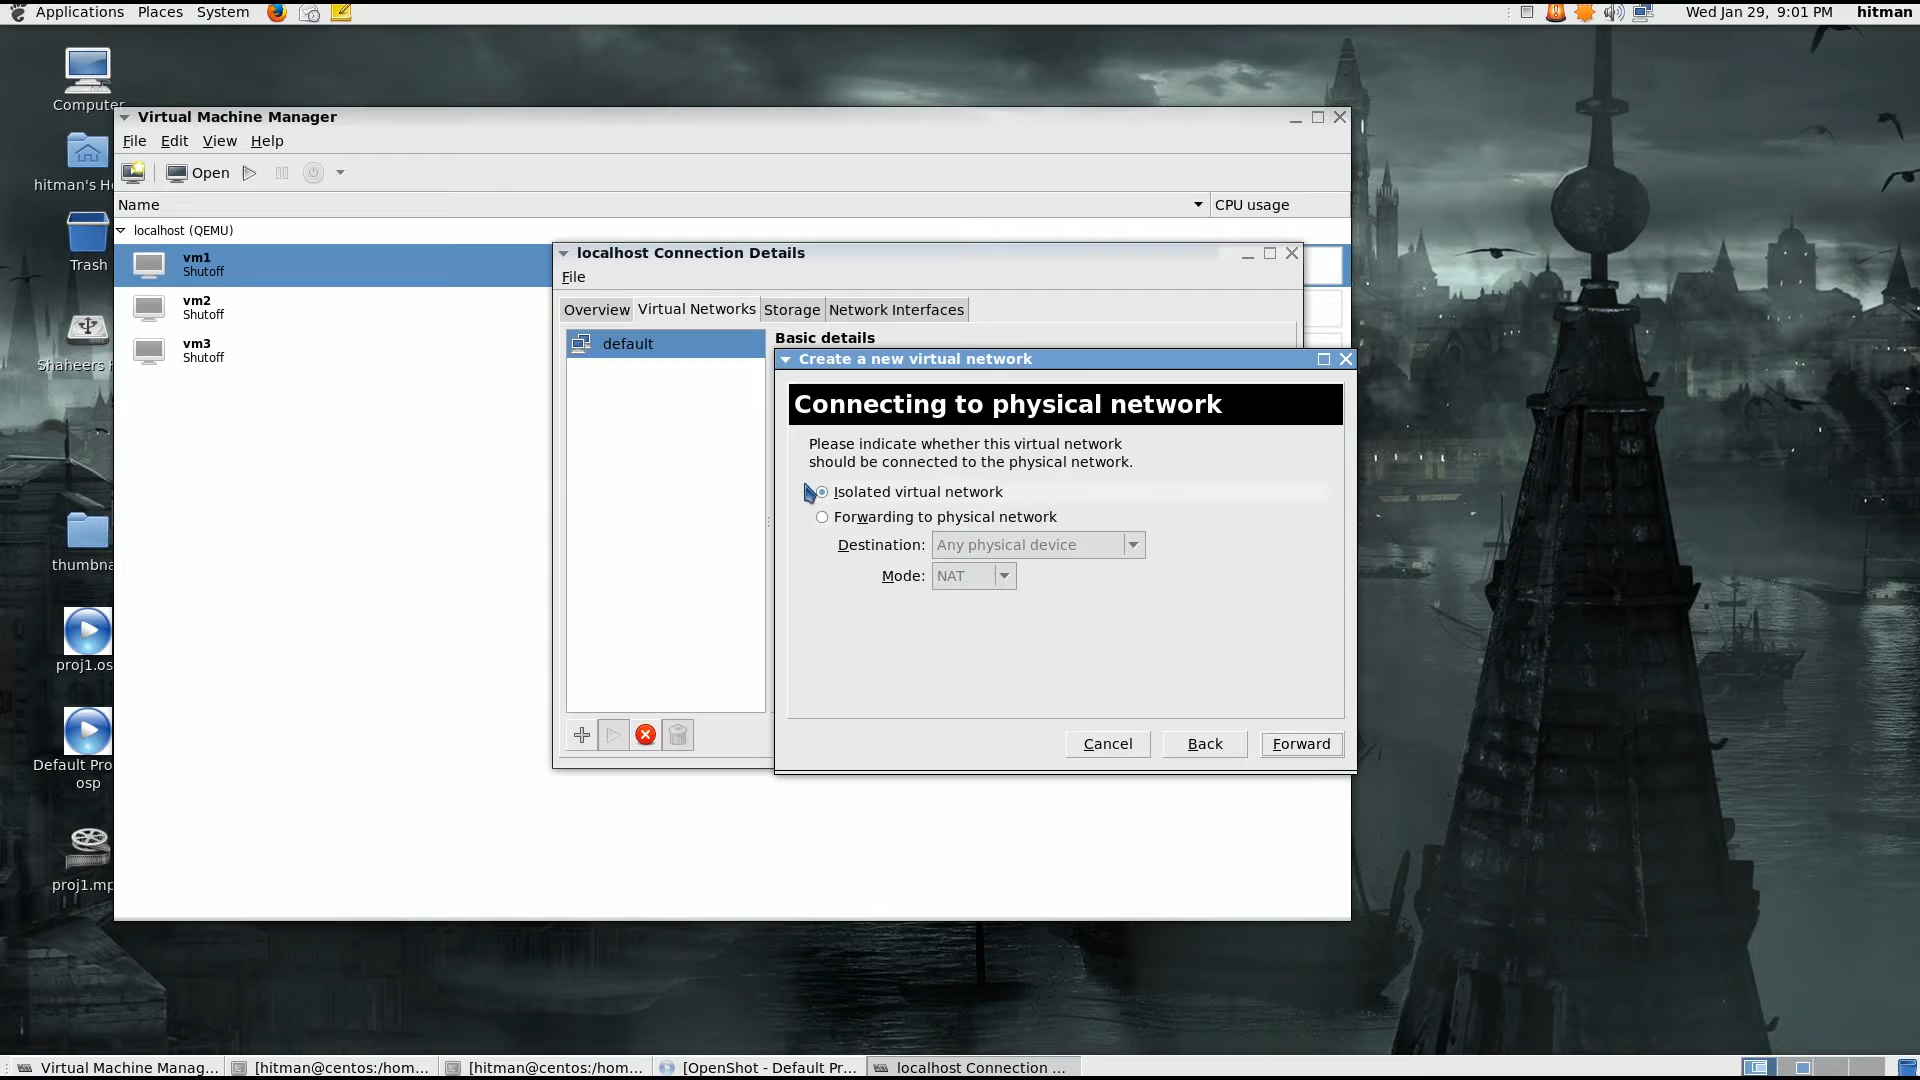 Applications Places System
Wed Jan 29, 9:01 PM hitman
Computer
hitman's H
Trash
Shaheers
thumbna
proj1.os
Default Pro
osp
proj1.mp
Virtual Machine Manager
File Edit View Help
Open
Name CPU usage
localhost (QEMU)
vm1
Shutoff
vm2
Shutoff
vm3
Shutoff
localhost Connection Details
File
Overview Virtual Networks Storage Network Interfaces
default
Basic details
Create a new virtual network
Connecting to physical network
Please indicate whether this virtual network
should be connected to the physical network.
Isolated virtual network
Forwarding to physical network
Destination: Any physical device
Mode: NAT
Cancel Back Forward
Virtual Machine Manag... [hitman@centos:/hom... [hitman@centos:/hom... [OpenShot - Default Pr... localhost Connection ...